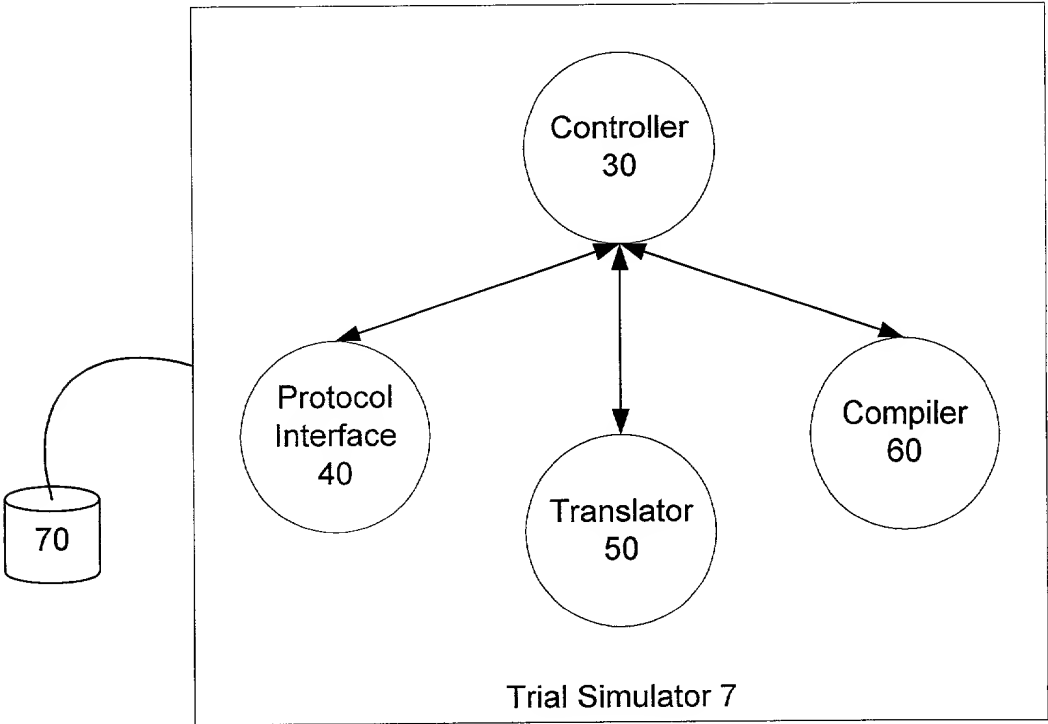 Controller
30
Protocol
Interface
40
Compiler
60
Translator
50
70
Trial Simulator 7